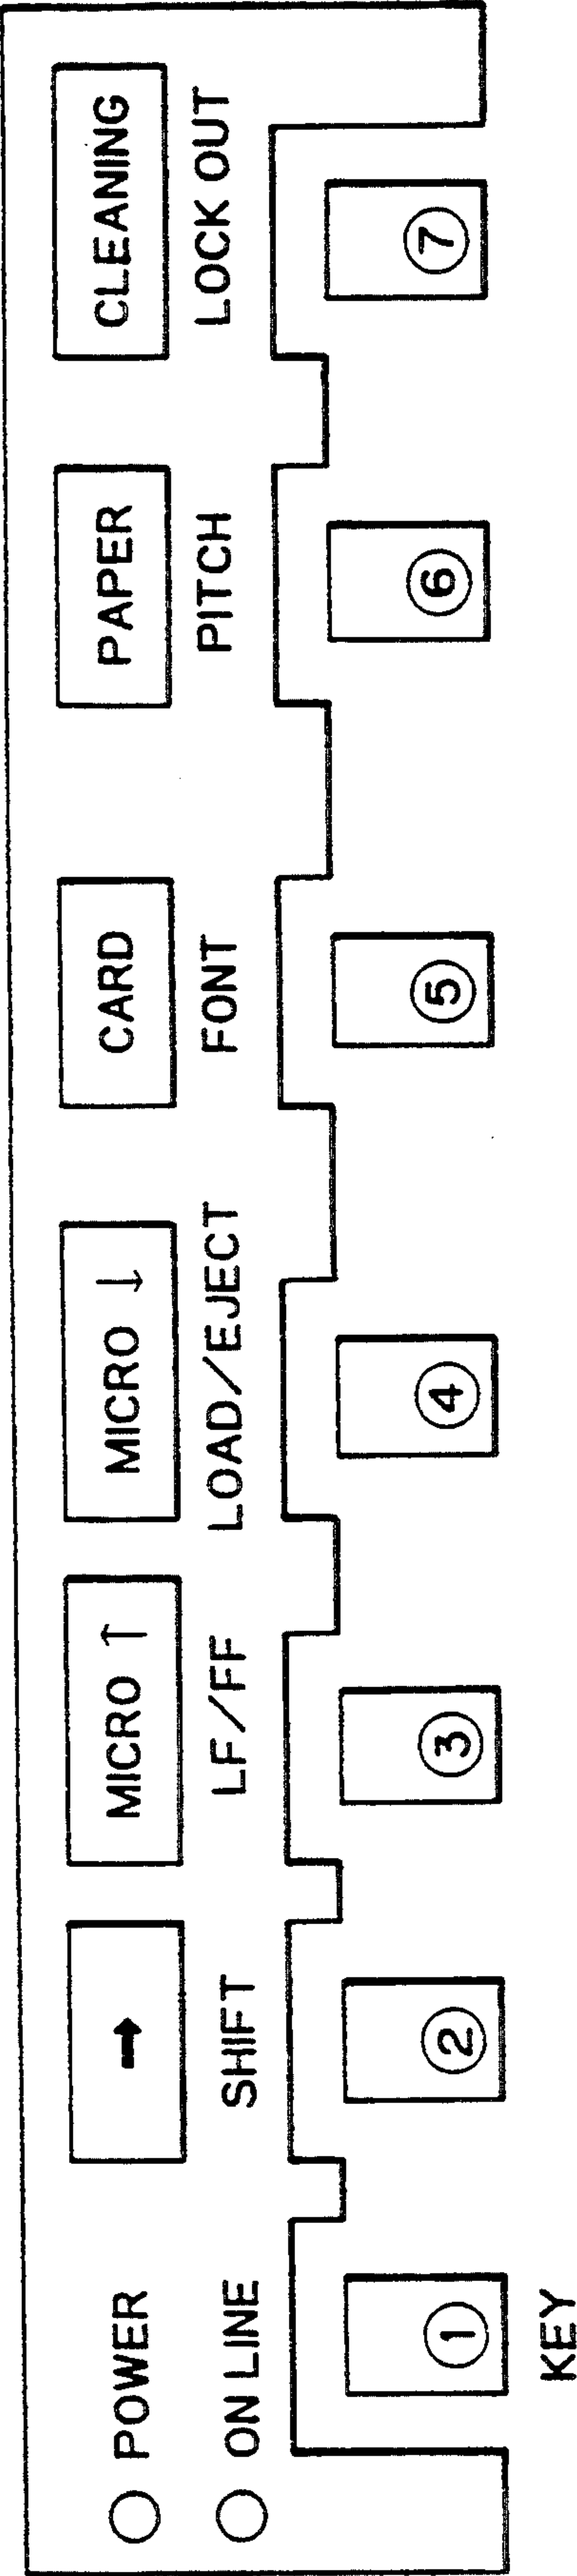 POWER → MICRO ↑ MICRO ↓ CARD PAPER CLEANING
ON LINE SHIFT LF/FF LOAD/EJECT FONT PITCH LOCK OUT
① ② ③ ④ ⑤ ⑥ ⑦
KEY